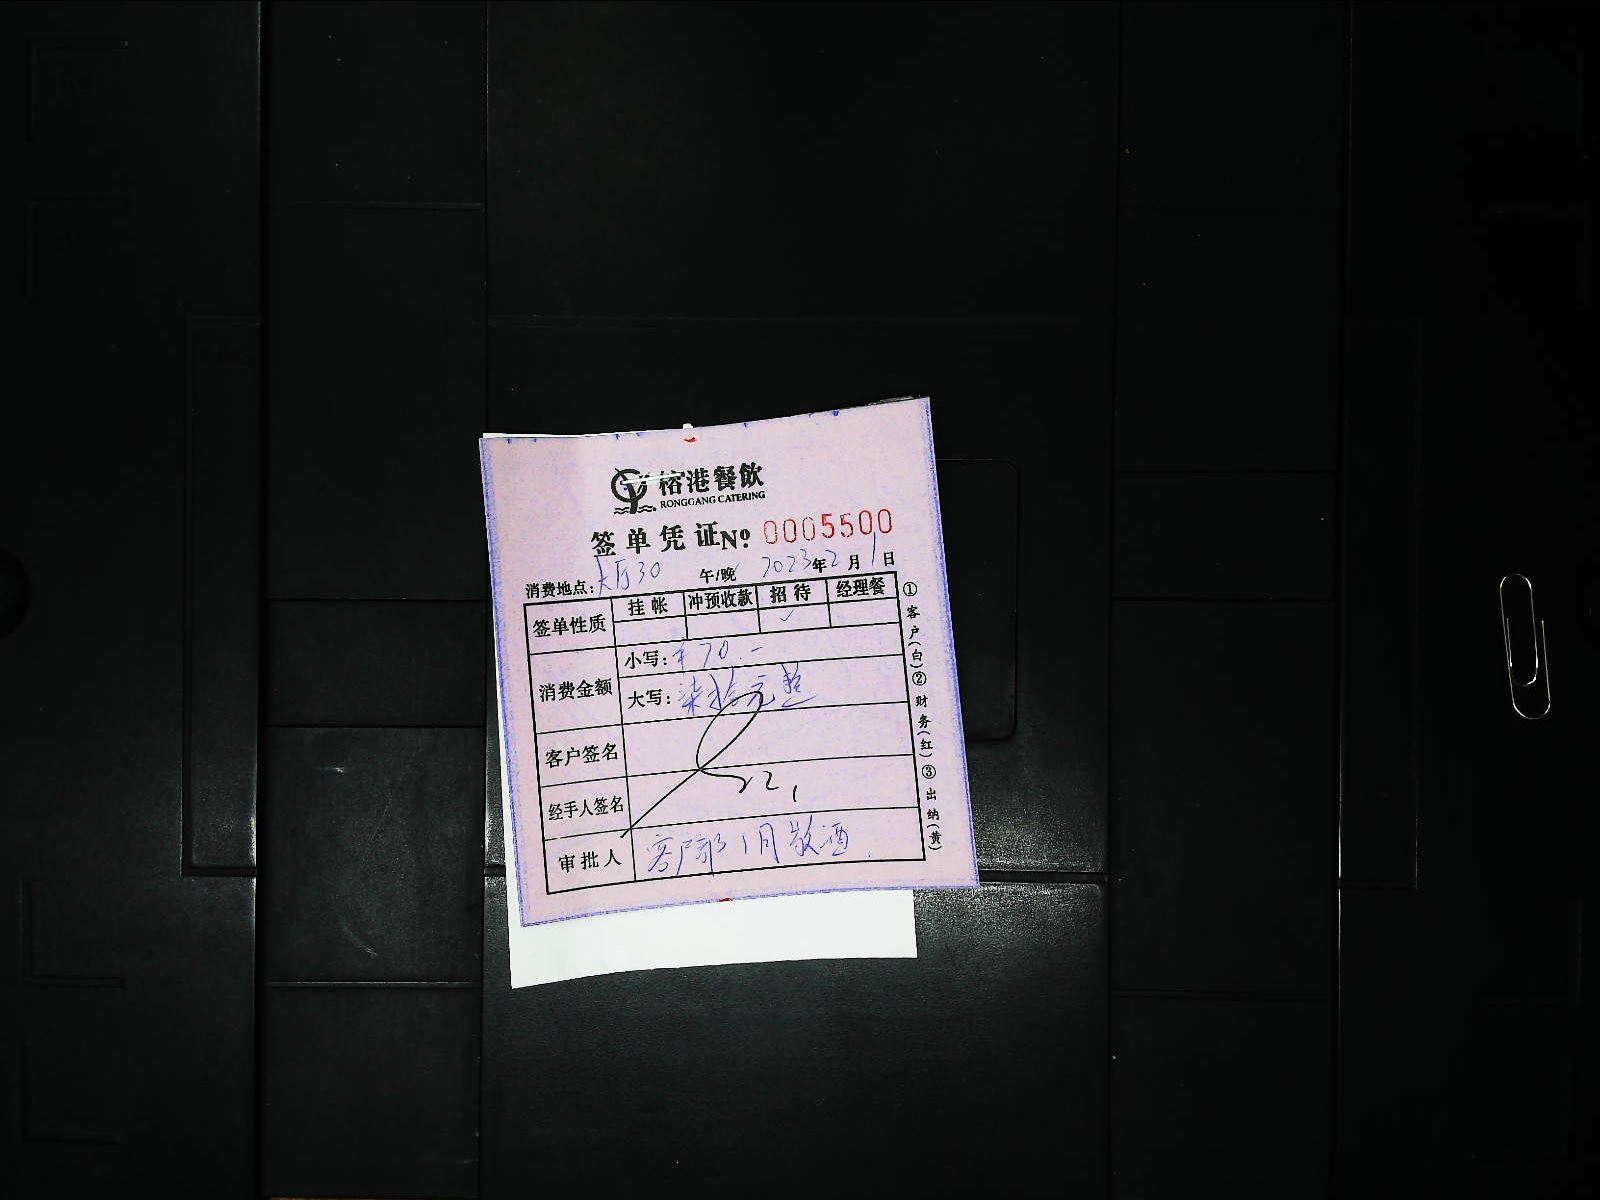 榕港餐飲
RONGGANG CATERING
签单凭证 No: 0005500
消费地点: 大厅30 午/晚 2023年2月1日
签单性质 挂帐 冲预收款 招待 经理餐
✓
消费金额 小写: ¥70.-
大写: 柒拾元整
客户签名
经手人签名
审批人 客户部1月敬酒
①客户(白)②财务(红)③出纳(黄)